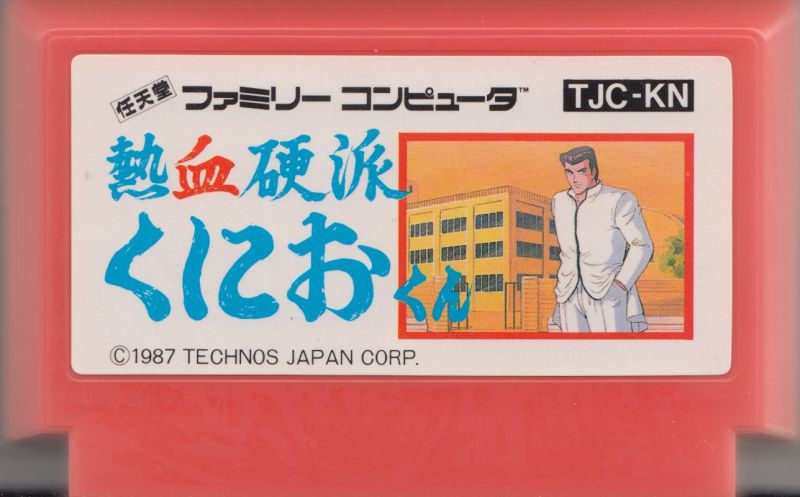 任天堂 ファミリー コンピュータ™ TJC-KN
熱血硬派
くにおくん
©1987 TECHNOS JAPAN CORP.